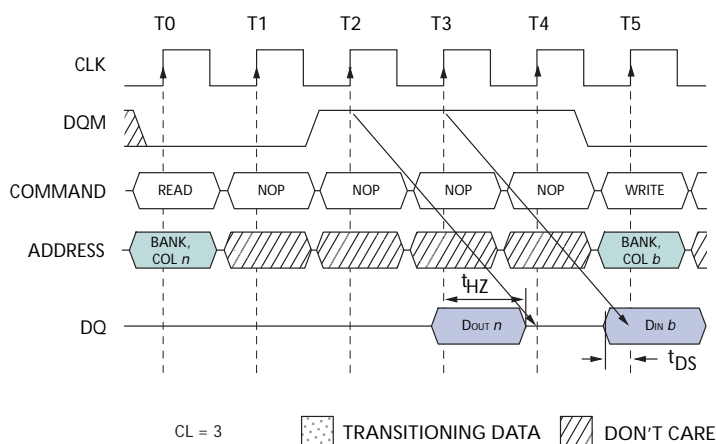 T0 T1 T2 T3 T4 T5
CLK
DQM
COMMAND READ NOP NOP NOP NOP WRITE
ADDRESS BANK, COL n BANK, COL b
tHZ
DQ DOUT n DIN b
tDS
CL = 3 TRANSITIONING DATA DON'T CARE